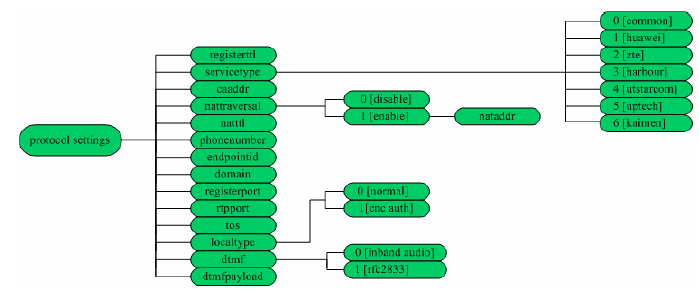 protocol settings
registerttl
servicetype
caaddr
nattraversal
natttl
phonenumber
endpointid
domain
registerport
rtpport
tos
localtype
dtmf
dtmfpayload
0 [common]
1 [huawei]
2 [zte]
3 [harbour]
4 [utstarcom]
5 [uptech]
6 [kaimen]
0 [disable]
1 [enable]
nataddr
0 [normal]
1[cnc auth]
0 [inband audio]
1 [rfc2833]